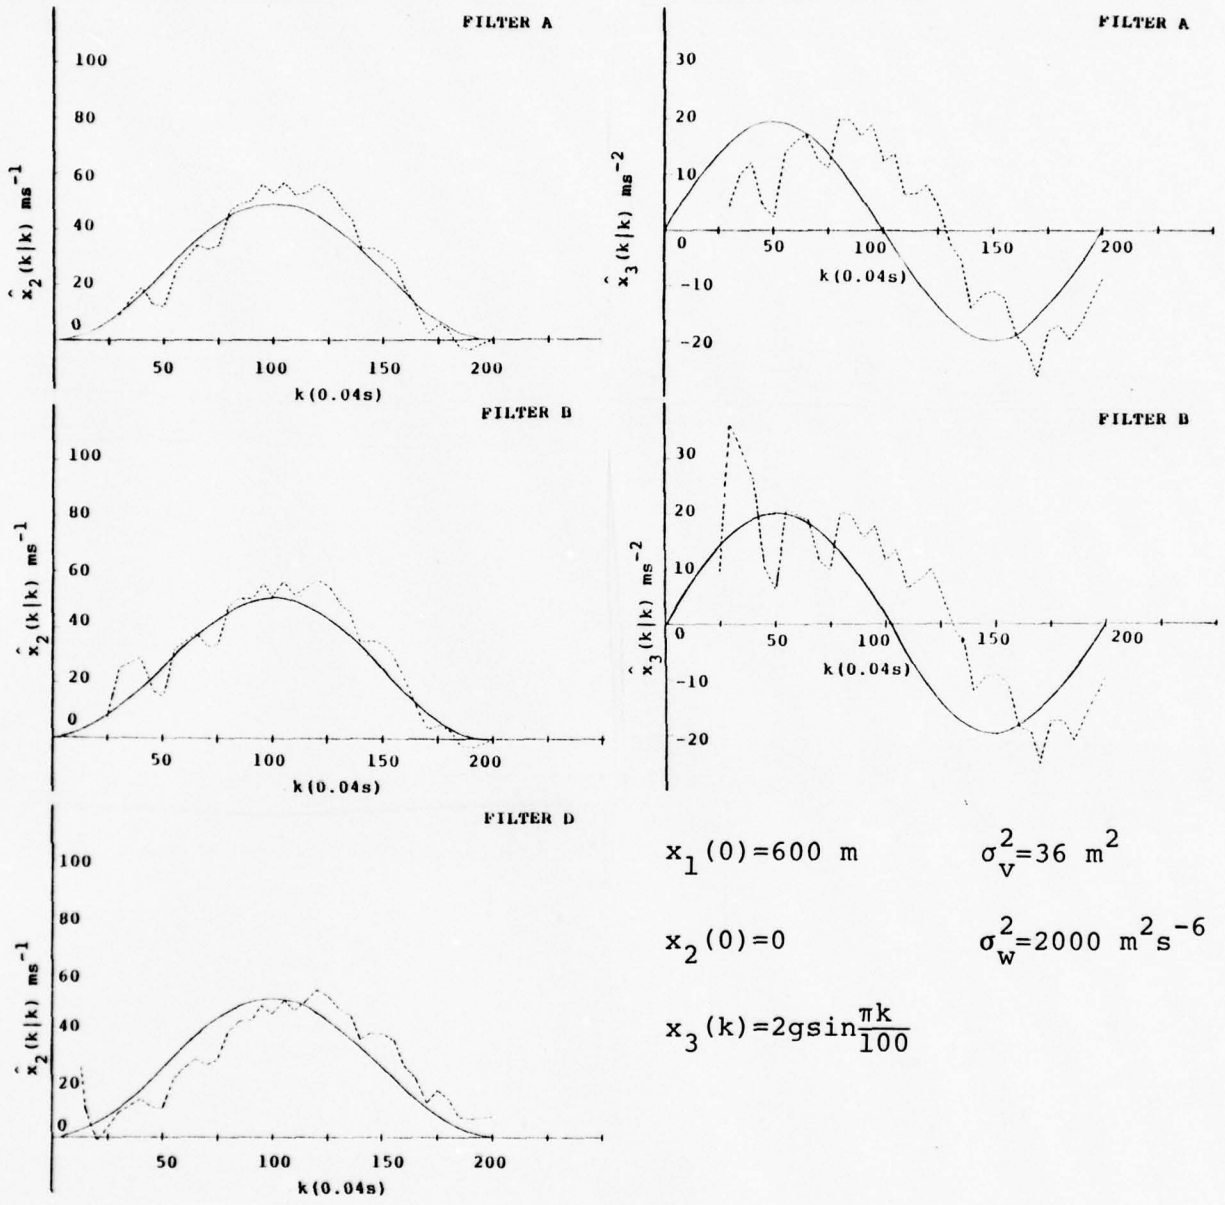 FILTER A
100
80
60
40
20
0
x̂₂(k|k) ms⁻¹
50 100 150 200
k(0.04s)
FILTER A
30
20
10
0
-10
-20
x̂₃(k|k) ms⁻²
50 100 150 200
k(0.04s)
FILTER B
100
80
60
40
20
0
x̂₂(k|k) ms⁻¹
50 100 150 200
k(0.04s)
FILTER B
30
20
10
0
-10
-20
x̂₃(k|k) ms⁻²
50 100 150 200
k(0.04s)
FILTER D
100
80
60
40
20
0
x̂₂(k|k) ms⁻¹
50 100 150 200
k(0.04s)
x₁(0)=600 m σ²ᵥ=36 m²
x₂(0)=0 σ²w=2000 m²s⁻⁶
x₃(k)=2gsin πk/100